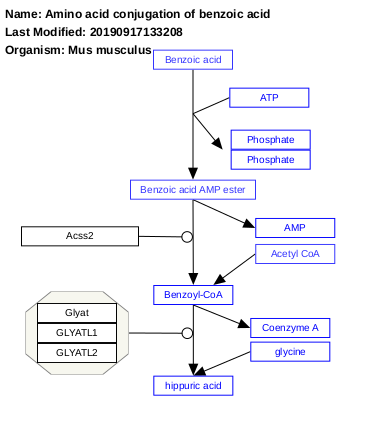 Name: Amino acid conjugation of benzoic acid
Last Modified: 20190917133208
Organism: Mus musculus
Benzoic acid
ATP
Phosphate
Phosphate
Benzoic acid AMP ester
AMP
Acss2
Acetyl CoA
Benzoyl-CoA
Glyat
Coenzyme A
GLYATL1
GLYATL2
glycine
hippuric acid